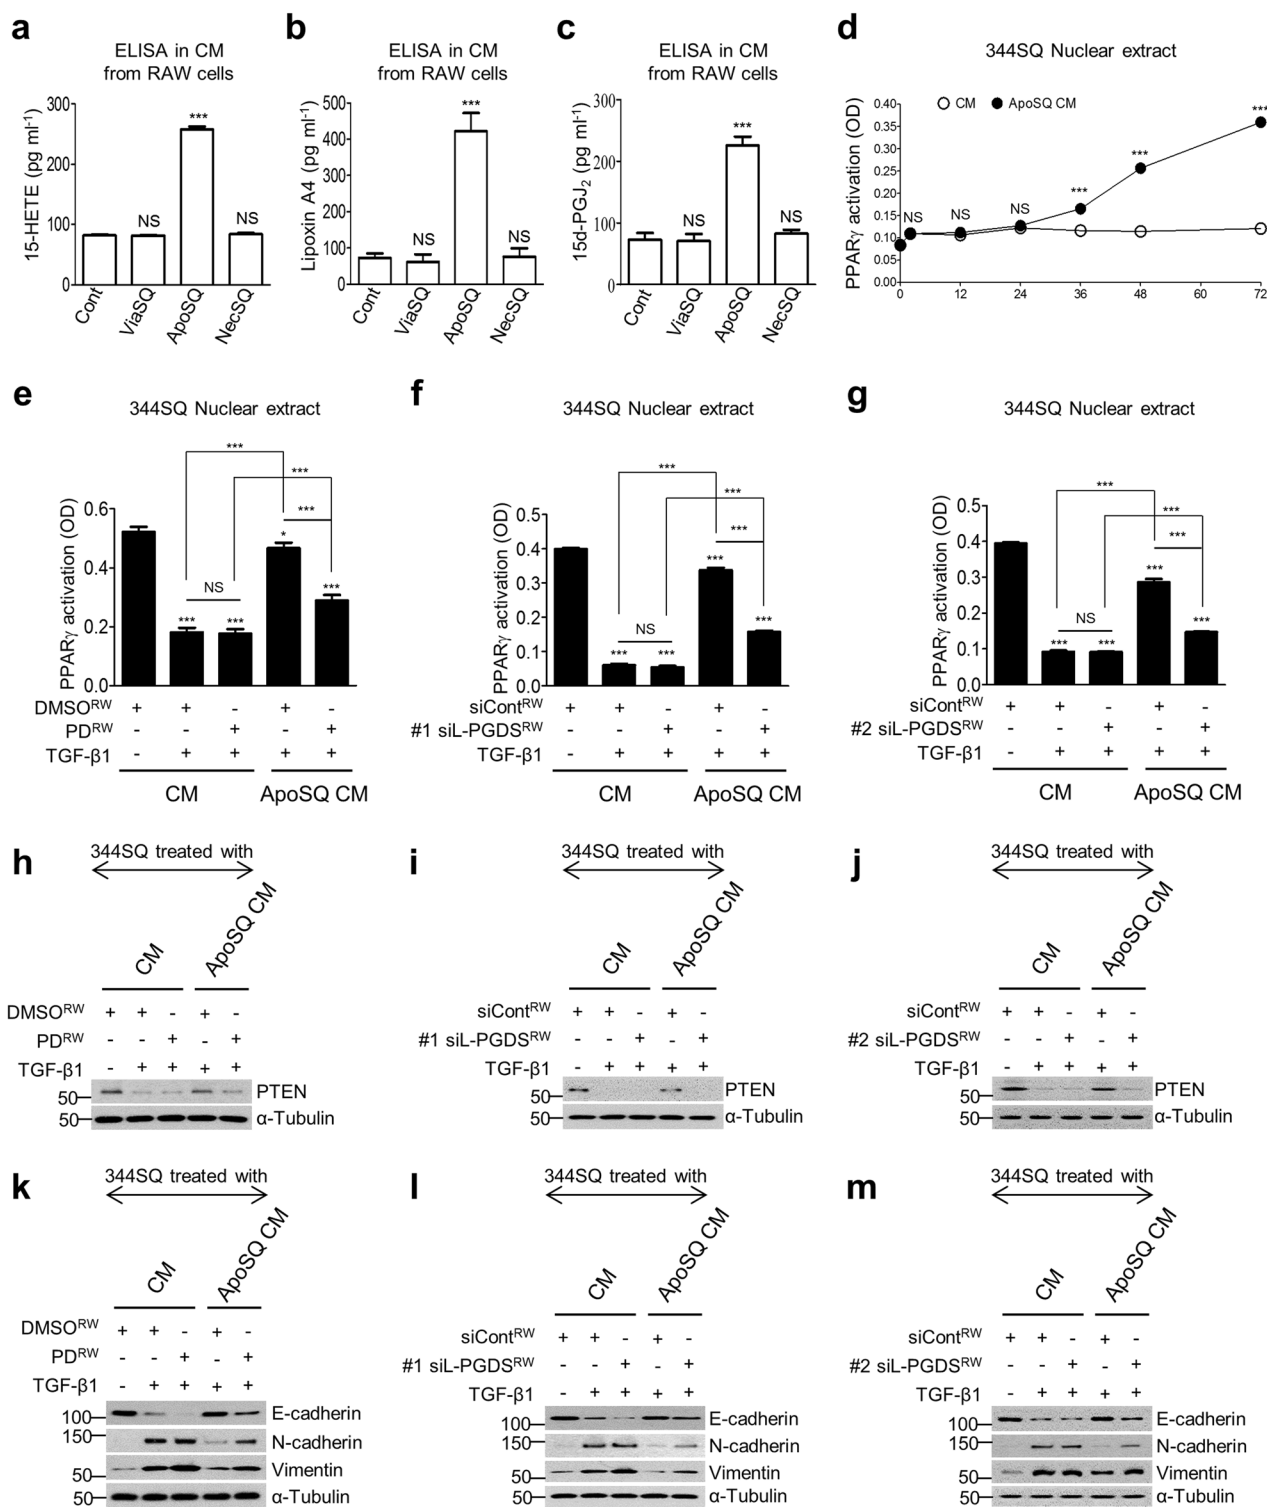 a
ELISA in CM
from RAW cells
15-HETE (pg ml-1)
300
200
100
0
***
NS
NS
Cont
ViaSQ
ApoSQ
NecSQ
b
ELISA in CM
from RAW cells
Lipoxin A4 (pg ml-1)
500
400
300
200
100
0
***
NS
NS
Cont
ViaSQ
ApoSQ
NecSQ
c
ELISA in CM
from RAW cells
15d-PGJ2 (pg ml-1)
300
200
100
0
***
NS
NS
Cont
ViaSQ
ApoSQ
NecSQ
d
344SQ Nuclear extract
PPARγ activation (OD)
0.40
0.35
0.30
0.25
0.20
0.15
0.10
0.05
0.00
CM
ApoSQ CM
NS
NS
NS
***
***
***
0 12 24 36 48 60 72
e
344SQ Nuclear extract
PPARγ activation (OD)
0.6
0.4
0.2
0.0
***
***
***
NS
*** *** * ***
DMSORW + + - + -
PDRW - - + - +
TGF-β1 - + + + +
CM ApoSQ CM
f
344SQ Nuclear extract
PPARγ activation (OD)
0.5
0.4
0.3
0.2
0.1
0.0
***
***
***
NS
*** *** *** ***
siContRW + + - + -
#1 siL-PGDSRW - - + - +
TGF-β1 - + + + +
CM ApoSQ CM
g
344SQ Nuclear extract
PPARγ activation (OD)
0.5
0.4
0.3
0.2
0.1
0.0
***
***
***
NS
*** *** *** ***
siContRW + + - + -
#2 siL-PGDSRW - - + - +
TGF-β1 - + + + +
CM ApoSQ CM
h
344SQ treated with
CM ApoSQ CM
DMSORW + + - + -
PDRW - - + - +
TGF-β1 - + + + +
50 PTEN
50 α-Tubulin
i
344SQ treated with
CM ApoSQ CM
siContRW + + - + -
#1 siL-PGDSRW - - + - +
TGF-β1 - + + + +
50 PTEN
50 α-Tubulin
j
344SQ treated with
CM ApoSQ CM
siContRW + + - + -
#2 siL-PGDSRW - - + - +
TGF-β1 - + + + +
50 PTEN
50 α-Tubulin
k
344SQ treated with
CM ApoSQ CM
DMSORW + + - + -
PDRW - - + - +
TGF-β1 - + + + +
100 E-cadherin
150 N-cadherin
50 Vimentin
50 α-Tubulin
l
344SQ treated with
CM ApoSQ CM
siContRW + + - + -
#1 siL-PGDSRW - - + - +
TGF-β1 - + + + +
100 E-cadherin
150 N-cadherin
50 Vimentin
50 α-Tubulin
m
344SQ treated with
CM ApoSQ CM
siContRW + + - + -
#2 siL-PGDSRW - - + - +
TGF-β1 - + + + +
100 E-cadherin
150 N-cadherin
50 Vimentin
50 α-Tubulin